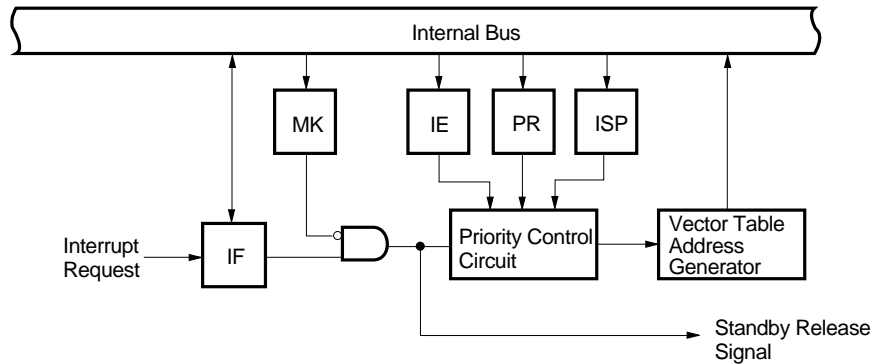 Internal Bus
MK
IE
PR
ISP
Interrupt
Request
IF
Priority Control
Circuit
Vector Table
Address
Generator
Standby Release
Signal